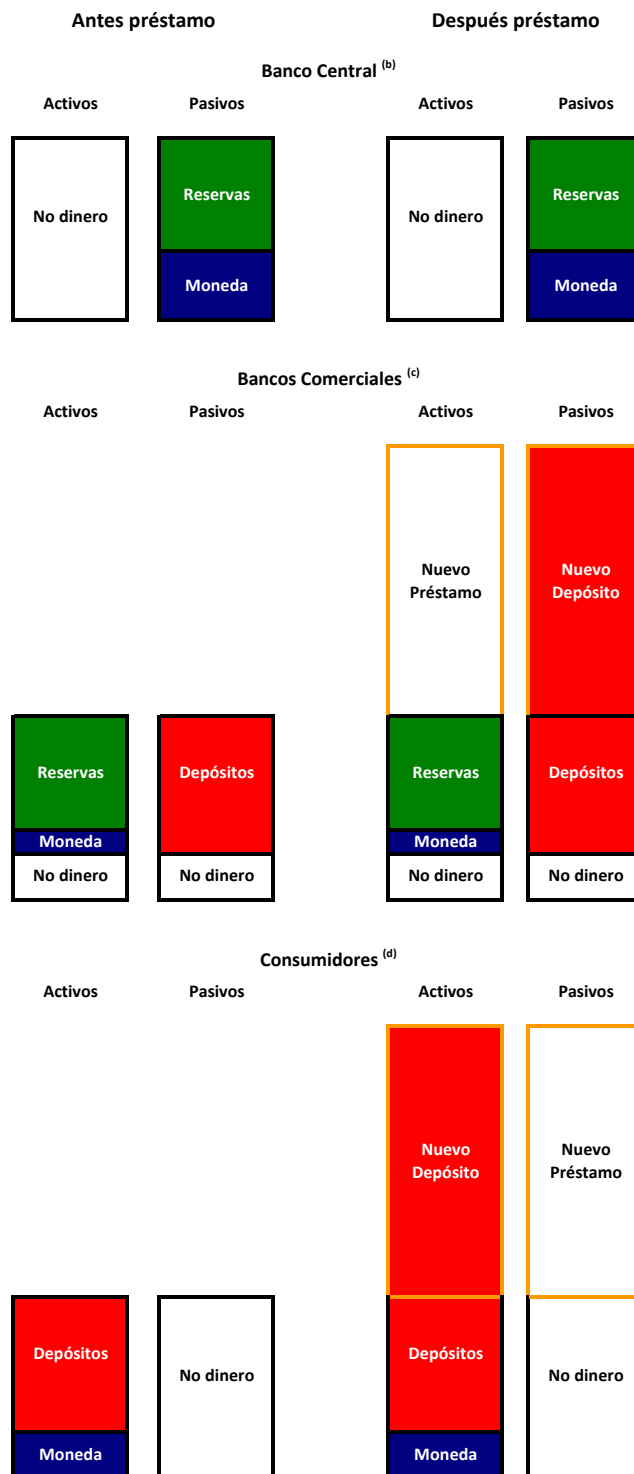 Antes préstamo Después préstamo
Banco Central (b)
Activos Pasivos Activos Pasivos
No dinero Reservas No dinero Reservas
Moneda Moneda
Bancos Comerciales (c)
Activos Pasivos Activos Pasivos
Nuevo Nuevo
Préstamo Depósito
Reservas Depósitos Reservas Depósitos
Moneda Moneda
No dinero No dinero No dinero No dinero
Consumidores (d)
Activos Pasivos Activos Pasivos
Nuevo Nuevo
Depósito Préstamo
Depósitos No dinero Depósitos No dinero
Moneda Moneda